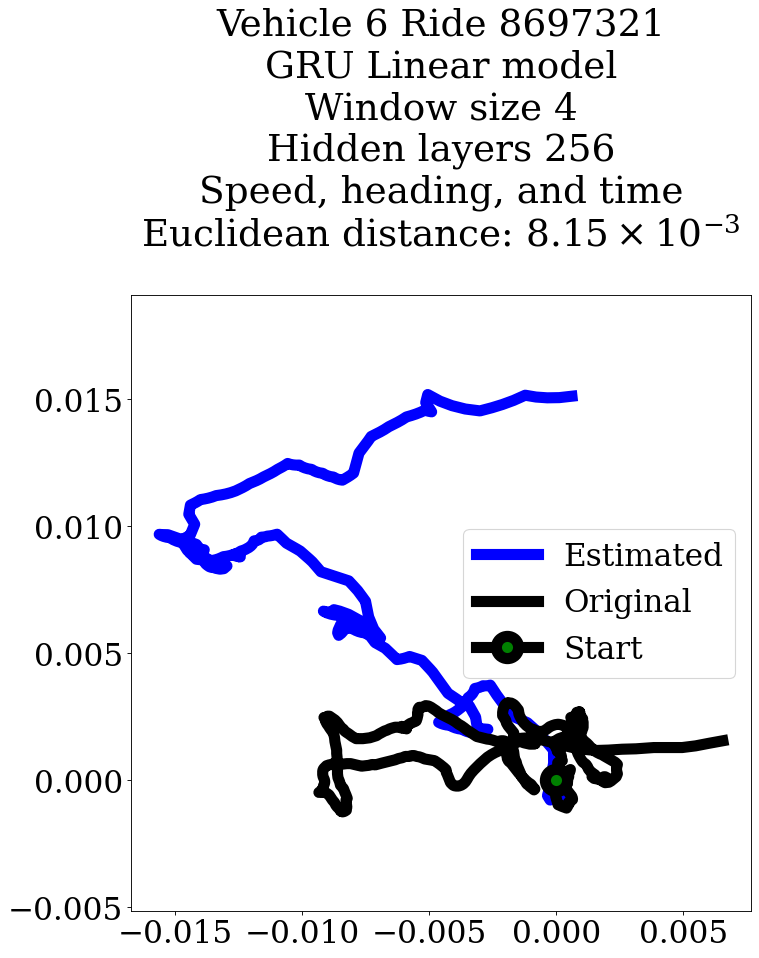 Vehicle 6 Ride 8697321
GRU Linear model
Window size 4
Hidden layers 256
Speed, heading, and time
Euclidean distance: 8.15 × 10⁻³
0.015
0.010
0.005
0.000
−0.005
Estimated
Original
Start
−0.015 −0.010 −0.005 0.000 0.005